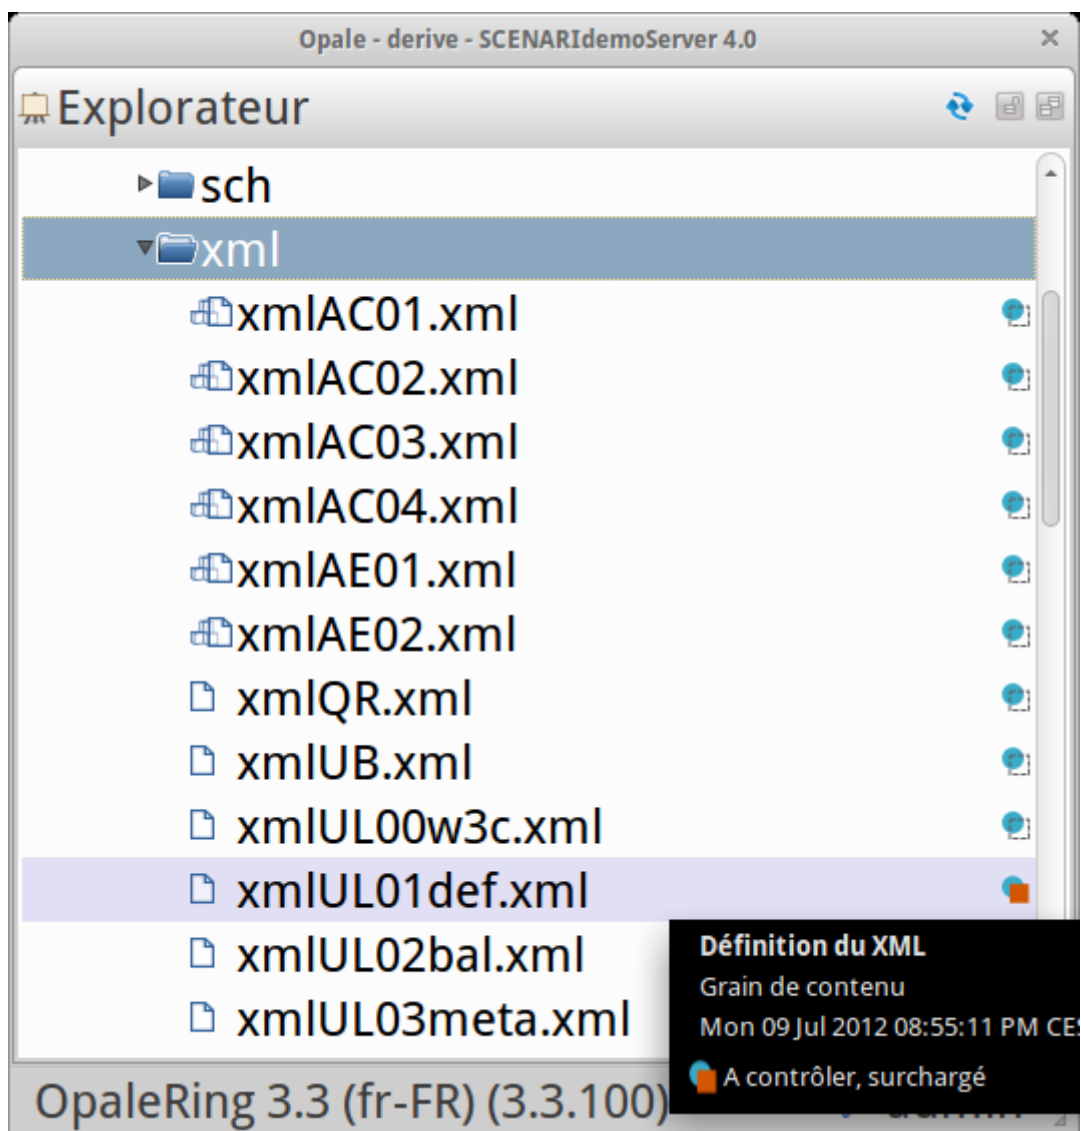 Opale - derive - SCENARIdemoServer 4.0
Explorateur
sch
xml
xmlAC01.xml
xmlAC02.xml
xmlAC03.xml
xmlAC04.xml
xmlAE01.xml
xmlAE02.xml
xmlQR.xml
xmlUB.xml
xmlUL00w3c.xml
xmlUL01def.xml
xmlUL02bal.xml
xmlUL03meta.xml
Définition du XML
Grain de contenu
Mon 09 Jul 2012 08:55:11 PM
A contrôler, surchargé
OpaleRing 3.3 (fr-FR) (3.3.100)